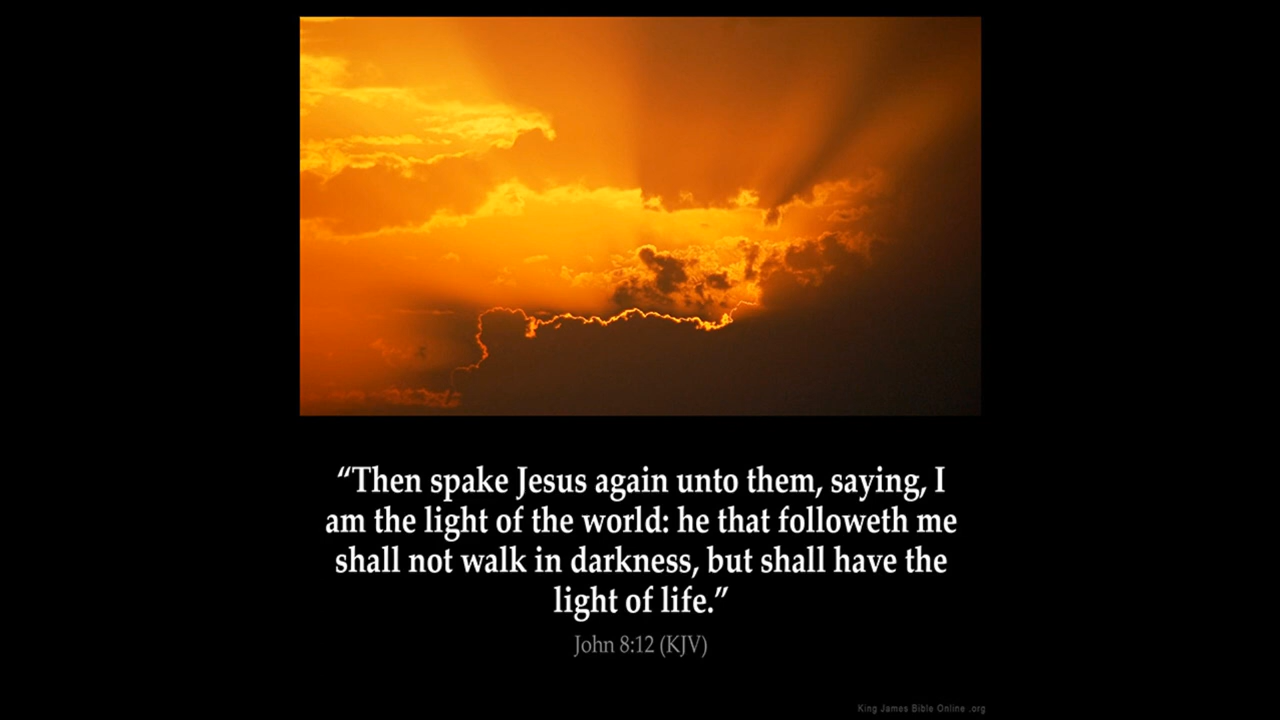 “Then spake Jesus again unto them, saying, I
am the light of the world: he that followeth me
shall not walk in darkness, but shall have the
light of life.”
John 8:12 (KJV)
King James Bible Online .org